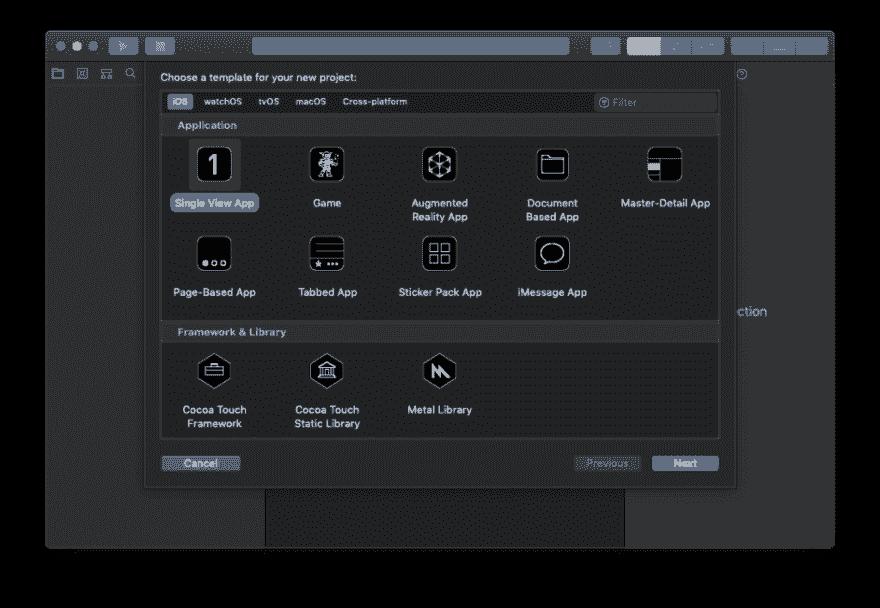 Choose a template for your new project:
iOS watchOS tvOS macOS Cross-platform Filter
Application
1
Single View App Game Augmented Reality App Document Based App Master-Detail App
Page-Based App Tabbed App Sticker Pack App iMessage App
ction
Framework & Library
Cocoa Touch Framework Cocoa Touch Static Library Metal Library
Cancel Previous Next